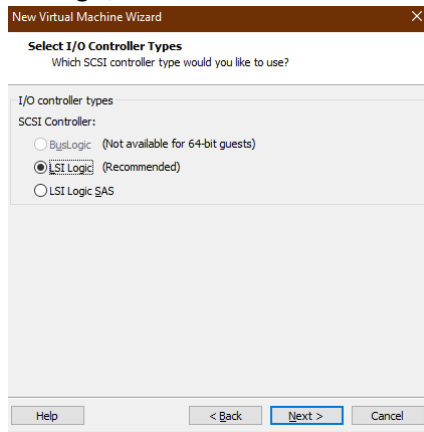 New Virtual Machine Wizard
Select I/O Controller Types
Which SCSI controller type would you like to use?
I/O controller types
SCSI Controller:
BusLogic (Not available for 64-bit guests)
LSI Logic (Recommended)
LSI Logic SAS
Help < Back Next > Cancel